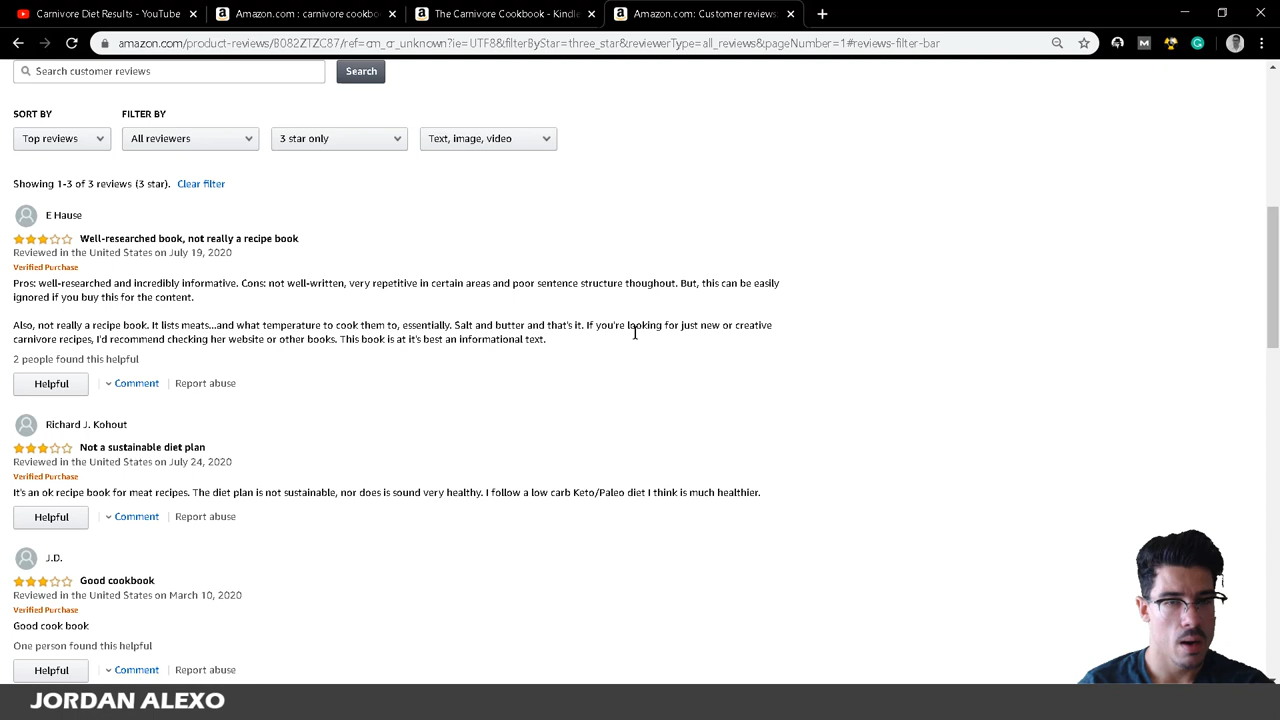 Carnivore Diet Results - YouTube
Amazon.com : carnivore cookbo
The Carnivore Cookbook - Kindle
Amazon.com: Customer reviews:
amazon.com/product-reviews/B082ZTZC87/ref=cm_cr_unknown?ie=UTF8&filterByStar=three_star&reviewerType=all_reviews&pageNumber=1#reviews-filter-bar
Search customer reviews
Search
SORT BY
FILTER BY
Top reviews
All reviewers
3 star only
Text, image, video
Showing 1-3 of 3 reviews (3 star). Clear filter
E Hause
Well-researched book, not really a recipe book
Reviewed in the United States on July 19, 2020
Verified Purchase
Pros: well-researched and incredibly informative. Cons: not well-written, very repetitive in certain areas and poor sentence structure thoughout. But, this can be easily
ignored if you buy this for the content.
Also, not really a recipe book. It lists meats...and what temperature to cook them to, essentially. Salt and butter and that's it. If you're looking for just new or creative
carnivore recipes, I'd recommend checking her website or other books. This book is at it's best an informational text.
2 people found this helpful
Helpful
Comment
Report abuse
Richard J. Kohout
Not a sustainable diet plan
Reviewed in the United States on July 24, 2020
Verified Purchase
It's an ok recipe book for meat recipes. The diet plan is not sustainable, nor does is sound very healthy. I follow a low carb Keto/Paleo diet I think is much healthier.
Helpful
Comment
Report abuse
J.D.
Good cookbook
Reviewed in the United States on March 10, 2020
Verified Purchase
Good cook book
One person found this helpful
Helpful
Comment
Report abuse
JORDAN ALEXO